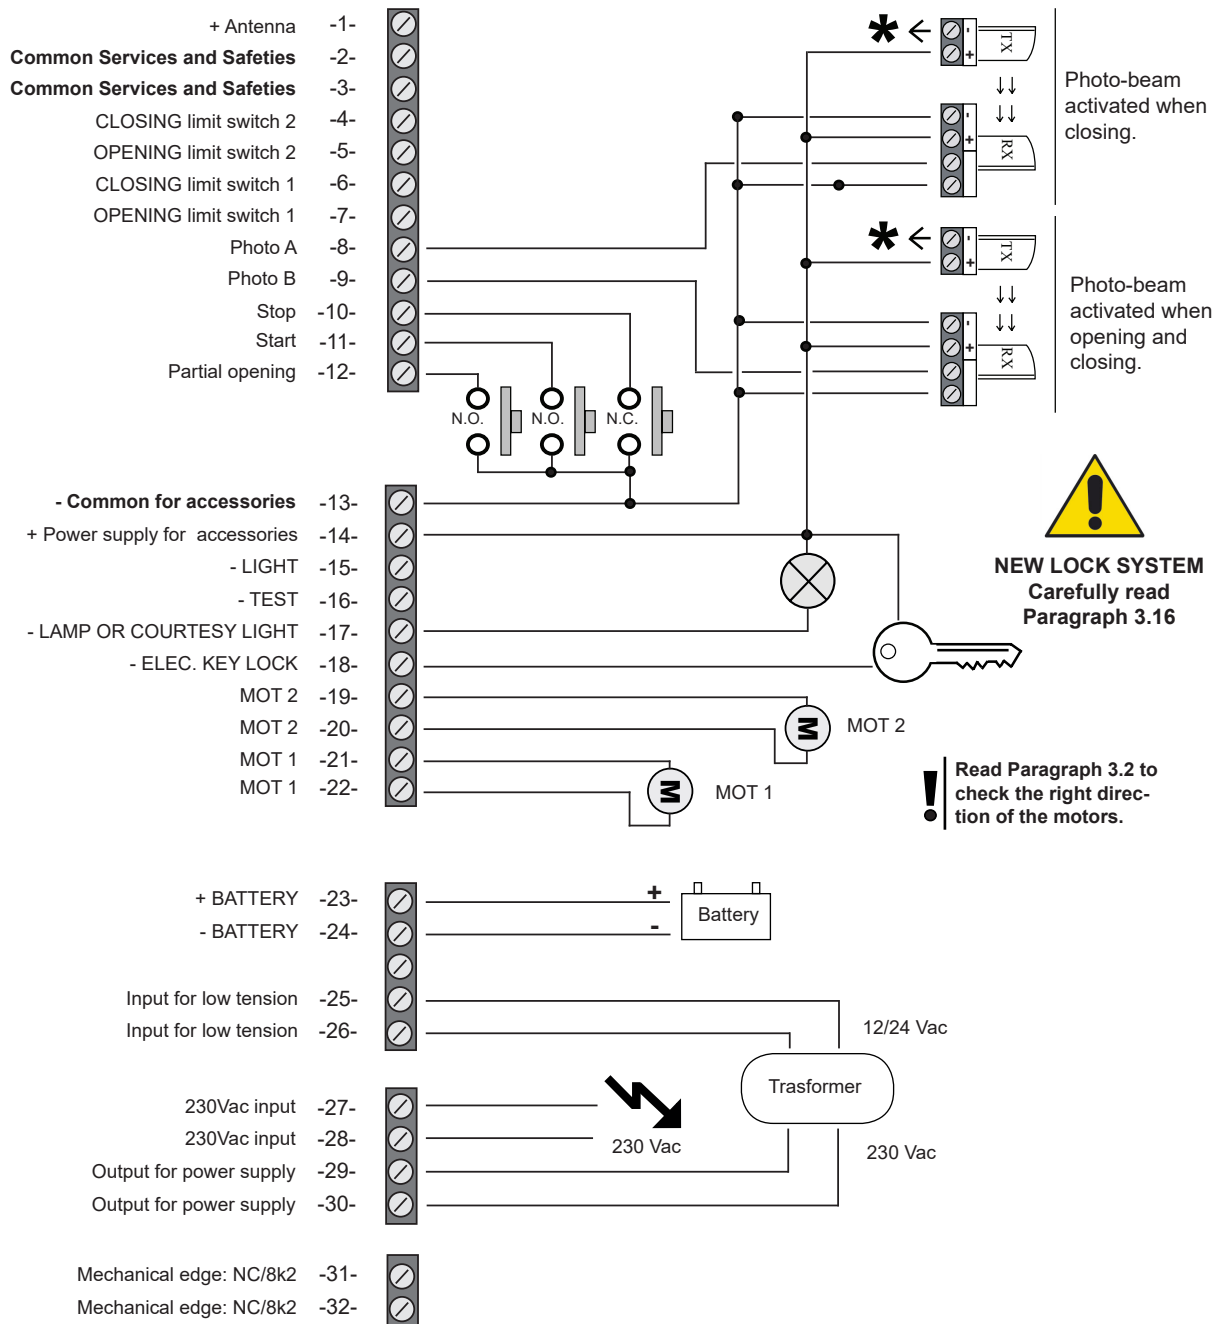 + Antenna -1-
Common Services and Safeties -2-
Common Services and Safeties -3-
CLOSING limit switch 2 -4-
OPENING limit switch 2 -5-
CLOSING limit switch 1 -6-
OPENING limit switch 1 -7-
Photo A -8-
Photo B -9-
Stop -10-
Start -11-
Partial opening -12-
* - + TX
- + RX
Photo-beam
activated when
closing.
* - + TX
- + RX
Photo-beam
activated when
opening and
closing.
N.O. N.O. N.C.
- Common for accessories -13-
+ Power supply for accessories -14-
- LIGHT -15-
- TEST -16-
- LAMP OR COURTESY LIGHT -17-
- ELEC. KEY LOCK -18-
MOT 2 -19-
MOT 2 -20-
MOT 1 -21-
MOT 1 -22-
!
NEW LOCK SYSTEM
Carefully read
Paragraph 3.16
M MOT 2
M MOT 1
! Read Paragraph 3.2 to
check the right direc-
tion of the motors.
+ BATTERY -23-
- BATTERY -24-
+
-
Battery
Input for low tension -25-
Input for low tension -26-
12/24 Vac
Trasformer
230Vac input -27-
230Vac input -28-
230 Vac
Output for power supply -29-
Output for power supply -30-
230 Vac
Mechanical edge: NC/8k2 -31-
Mechanical edge: NC/8k2 -32-